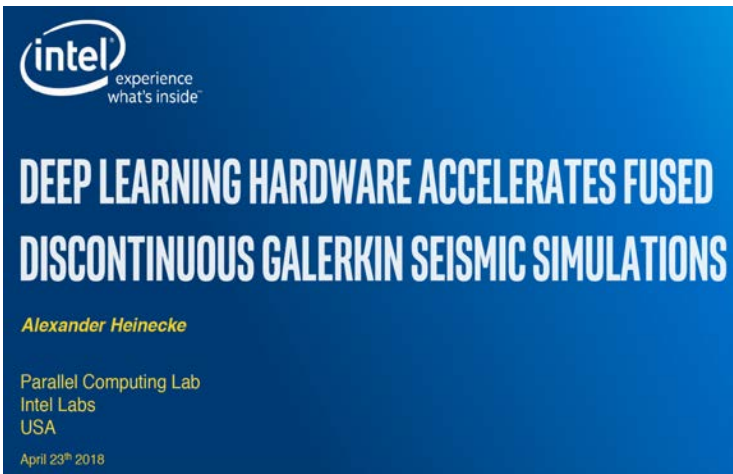 intel®
experience
what's inside™
DEEP LEARNING HARDWARE ACCELERATES FUSED
DISCONTINUOUS GALERKIN SEISMIC SIMULATIONS
Alexander Heinecke
Parallel Computing Lab
Intel Labs
USA
April 23th 2018